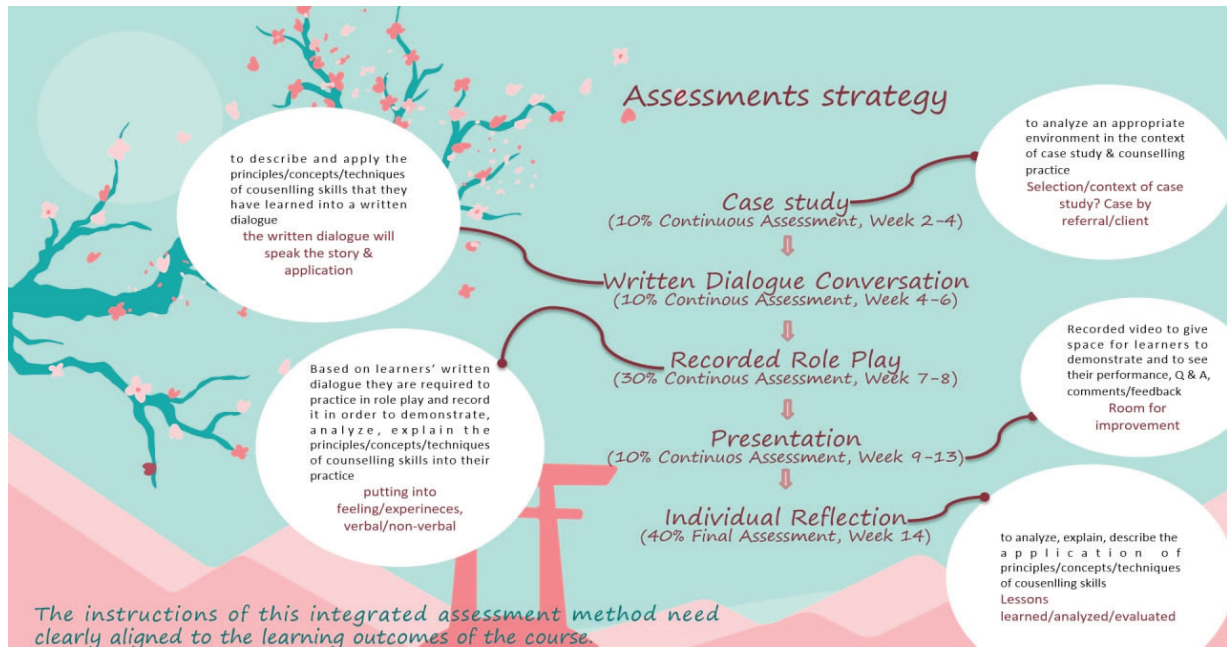 Assessments strategy
to analyze an appropriate
environment in the context
of case study & counselling
practice
Selection/context of case
study? Case by
referral/client
to describe and apply the
principles/concepts/techniques
of cousenlling skills that they
have learned into a written
dialogue
the written dialogue will
speak the story &
application
Case study
(10% Continuous Assessment, Week 2-4)
Written Dialogue Conversation
(10% Continous Assessment, Week 4-6)
Based on learners' written
dialogue they are required to
practice in role play and record
it in order to demonstrate,
analyze, explain the
principles/concepts/techniques
of counselling skills into their
practice
putting into
feeling/experineces,
verbal/non-verbal
Recorded Role Play
(30% Continous Assessment, Week 7-8)
Recorded video to give
space for learners to
demonstrate and to see
their performance, Q & A,
comments/feedback
Room for
improvement
Presentation
(10% Continuos Assessment, Week 9-13)
Individual Reflection
(40% Final Assessment, Week 14)
to analyze, explain, describe the
application of
principles/concepts/techniques
of cousenlling skills
Lessons
learned/analyzed/evaluated
The instructions of this integrated assessment method need
clearly aligned to the learning outcomes of the course.